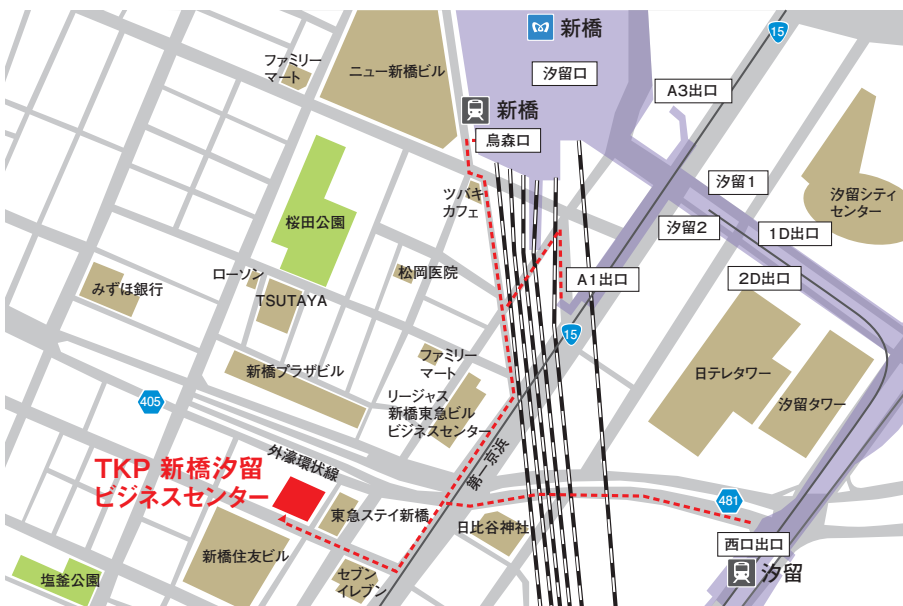 新橋
15
ファミリー
マート
ニュー新橋ビル
汐留口
A3出口
新橋
烏森口
汐留1
汐留シティ
センター
ツバキ
カフェ
桜田公園
汐留2
1D出口
松岡医院
ローソン
みずほ銀行
TSUTAYA
A1出口
2D出口
15
ファミリー
マート
新橋プラザビル
日テレタワー
リージャス
新橋東急ビル
ビジネスセンター
405
汐留タワー
外濠環状線
第一京浜
TKP 新橋汐留
ビジネスセンター
481
東急ステイ新橋
日比谷神社
西口出口
新橋住友ビル
汐留
塩釜公園
セブン
イレブン